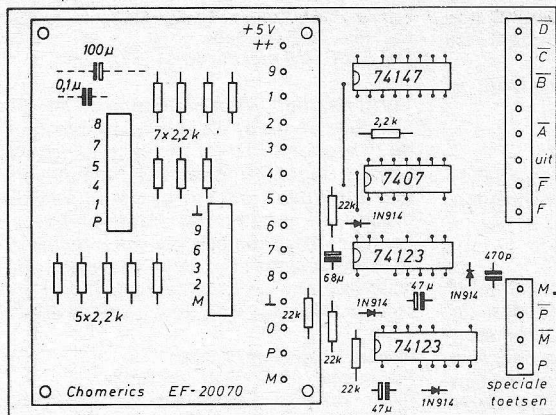 +5V
++
9
1
2
3
4
5
6
7
8
⊥
0
P
M
100μ
0,1μ
7x2,2k
8
7
5
4
1
P
⊥
9
6
3
2
M
5x2,2k
Chomerics EF-20070
74147
2,2k
7407
22k
1N914
74123
68μ
470p
1N914
47μ
1N914
22k
22k
74123
22k
47μ
1N914
D̅
C̅
B̅
A̅
uit
F̅
F
M
P̅
M̅
P
speciale
toetsen